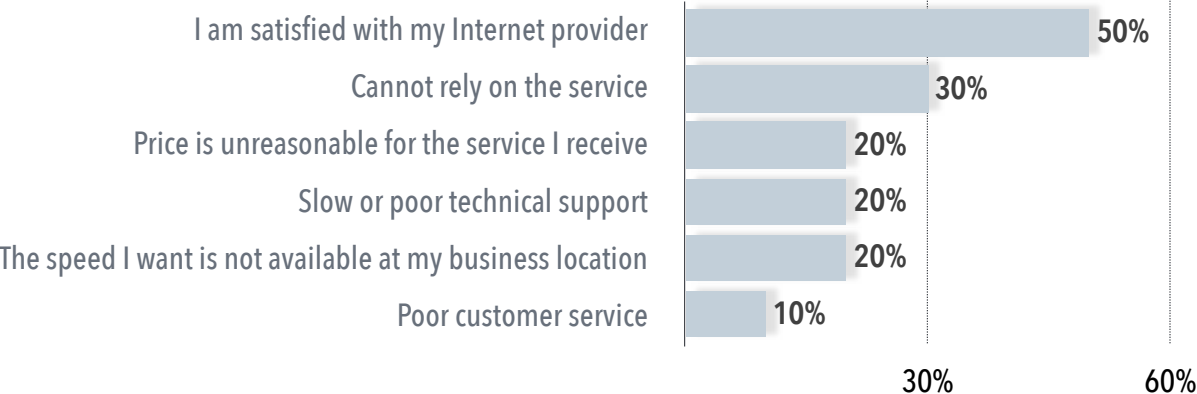 I am satisfied with my Internet provider 50%
Cannot rely on the service 30%
Price is unreasonable for the service I receive 20%
Slow or poor technical support 20%
The speed I want is not available at my business location 20%
Poor customer service 10%
30% 60%